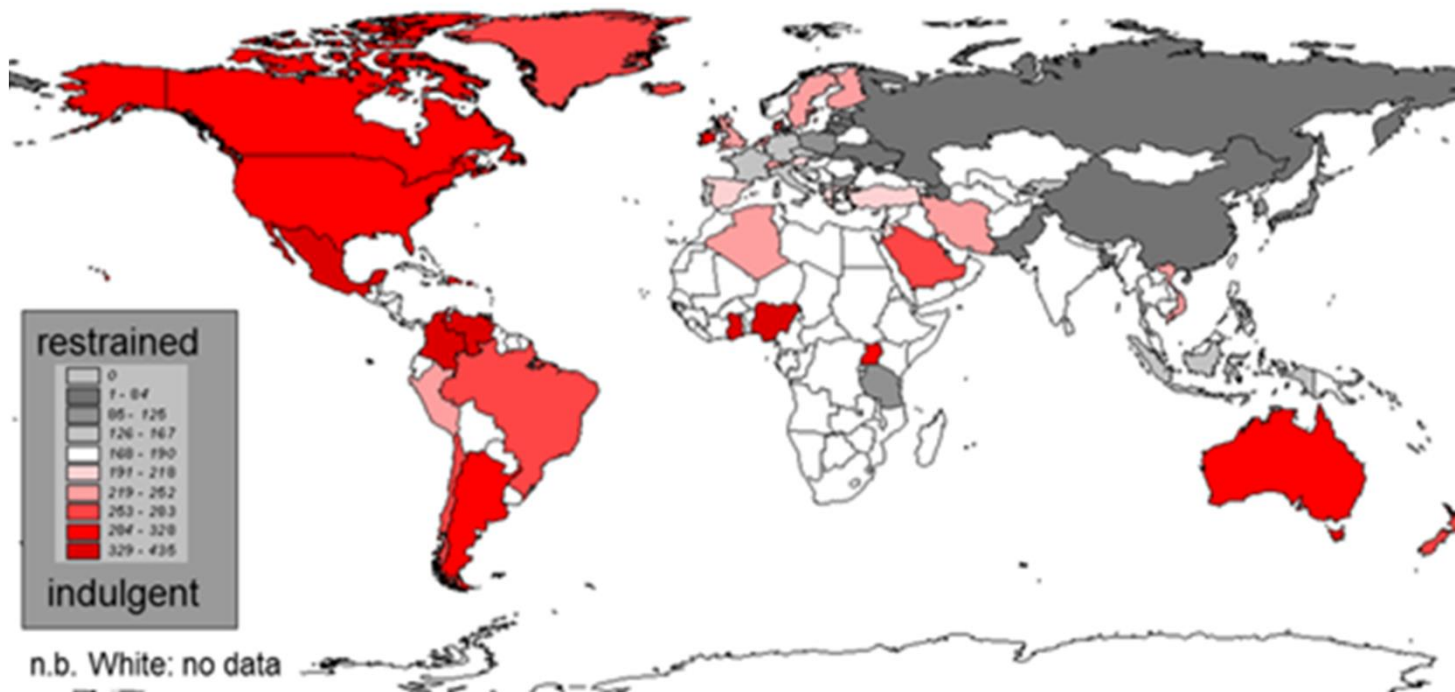 restrained
0
1 - 84
85 - 125
126 - 167
168 - 190
191 - 218
219 - 252
253 - 283
284 - 328
329 - 435
indulgent
n.b. White: no data